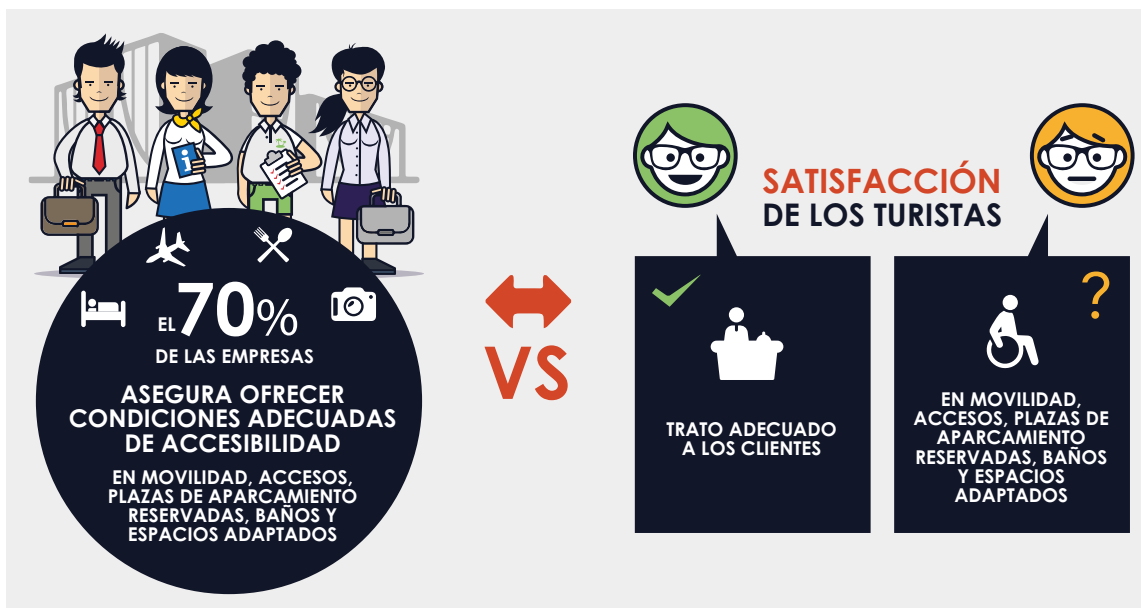 EL 70%
DE LAS EMPRESAS
ASEGURA OFRECER
CONDICIONES ADECUADAS
DE ACCESIBILIDAD
EN MOVILIDAD, ACCESOS,
PLAZAS DE APARCAMIENTO
RESERVADAS, BAÑOS Y
ESPACIOS ADAPTADOS
VS
SATISFACCIÓN
DE LOS TURISTAS
TRATO ADECUADO
A LOS CLIENTES
?
EN MOVILIDAD,
ACCESOS, PLAZAS DE
APARCAMIENTO
RESERVADAS, BAÑOS
Y ESPACIOS
ADAPTADOS